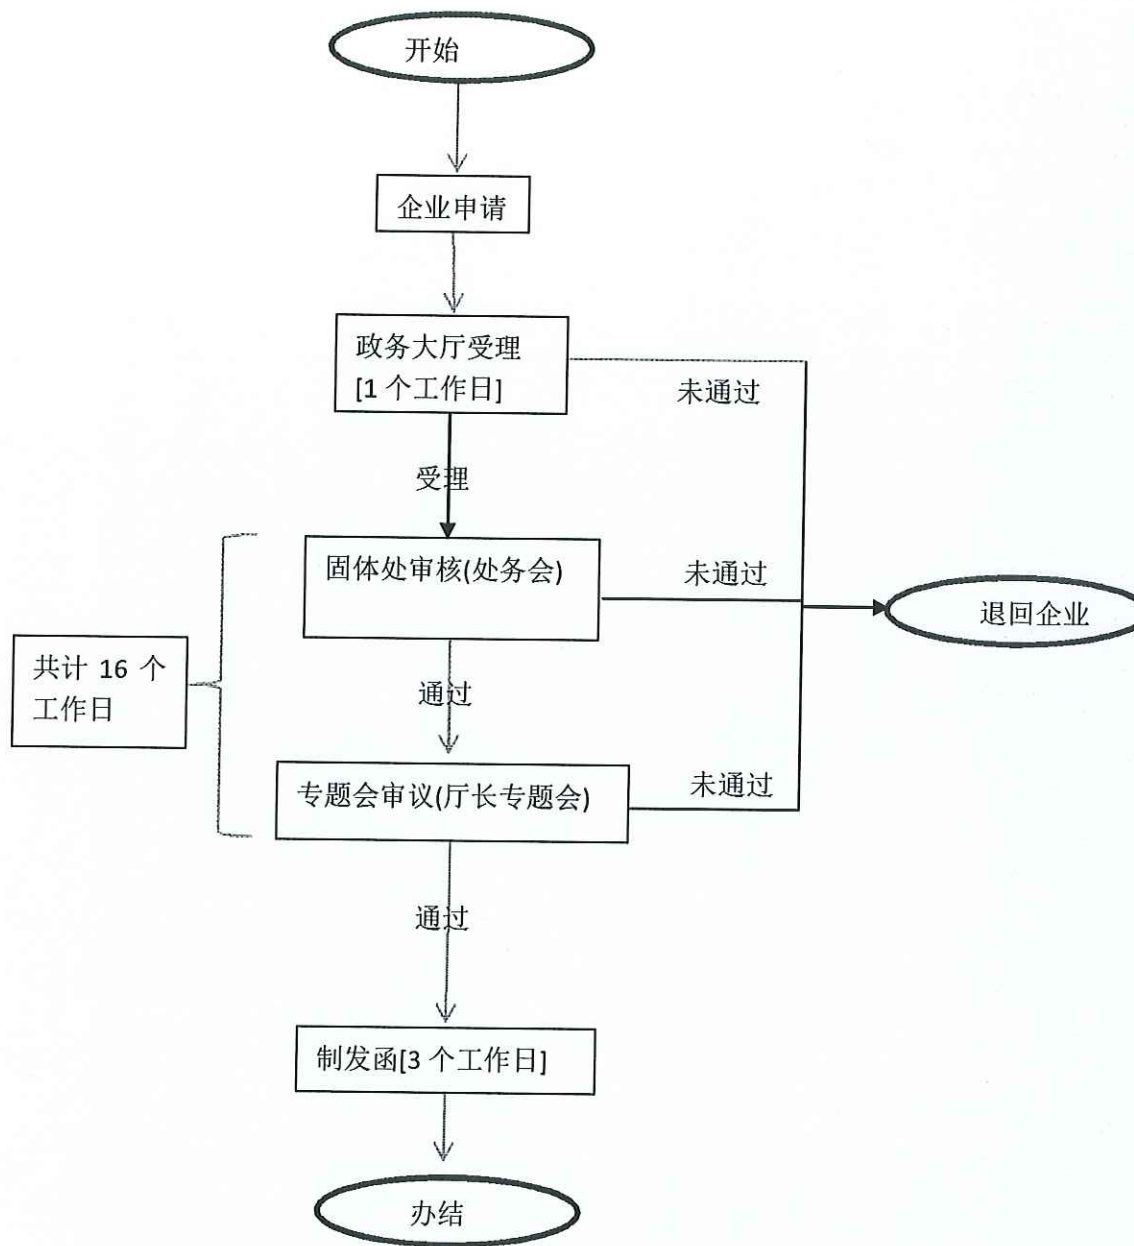 开始
企业申请
政务大厅受理
[1 个工作日]
未通过
受理
固体处审核(处务会)
未通过
退回企业
共计 16 个
工作日
通过
专题会审议(厅长专题会)
未通过
通过
制发函[3 个工作日]
办结